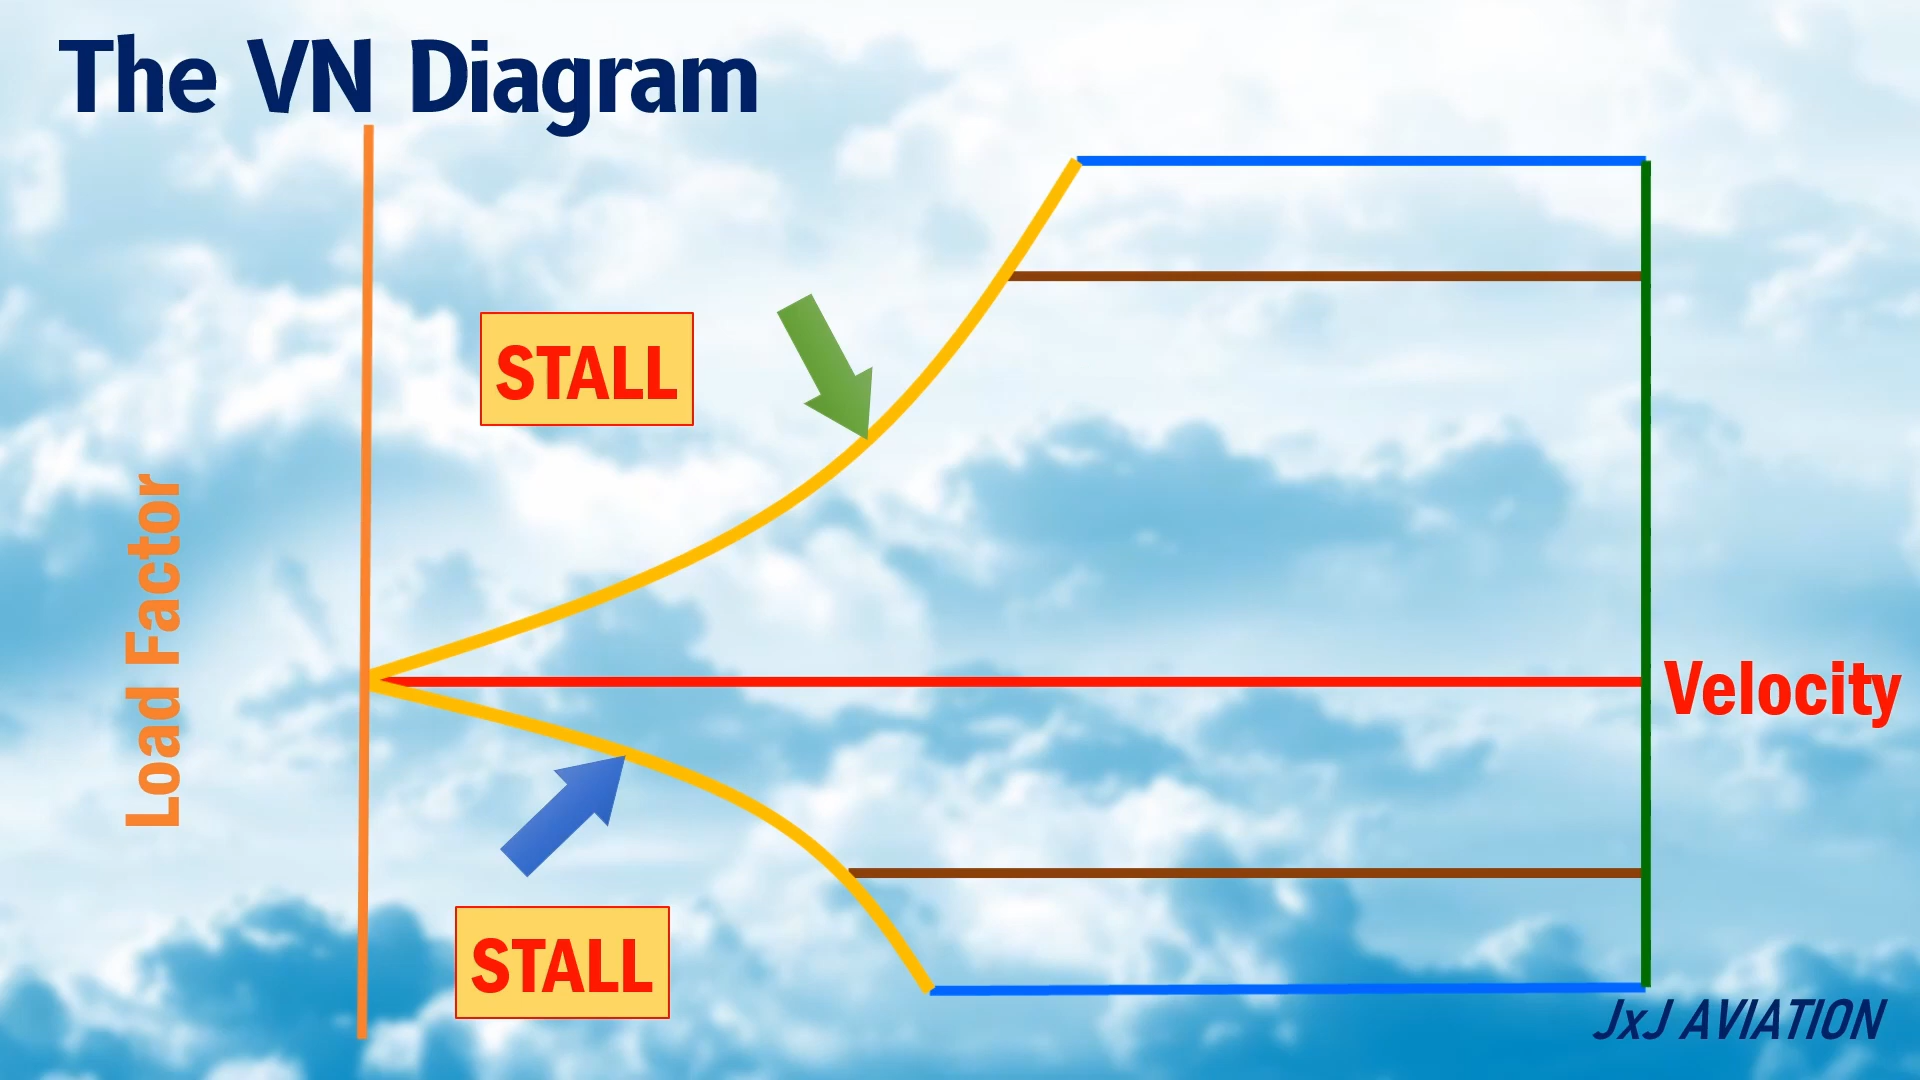 The VN Diagram
STALL
Load Factor
Velocity
STALL
JxJ AVIATION